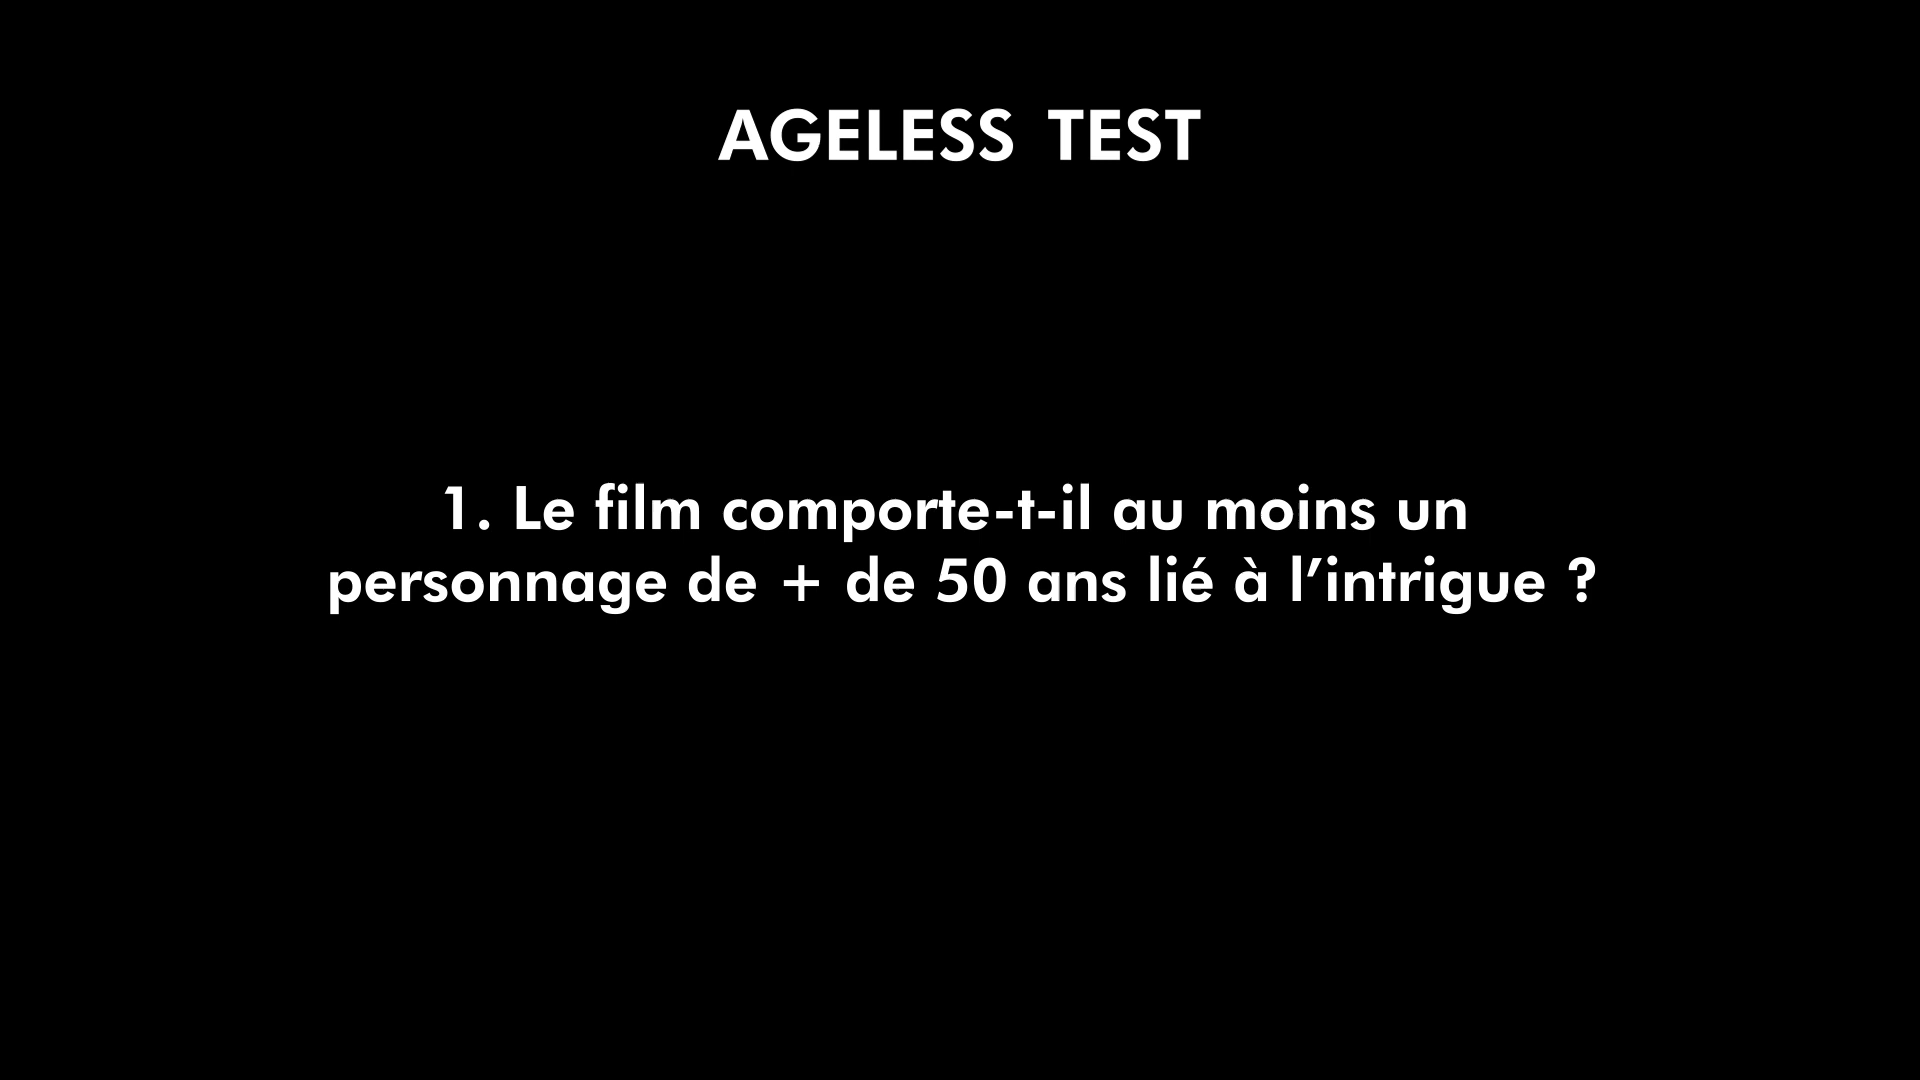 AGELESS TEST
1. Le film comporte-t-il au moins un
personnage de + de 50 ans lié à l’intrigue ?